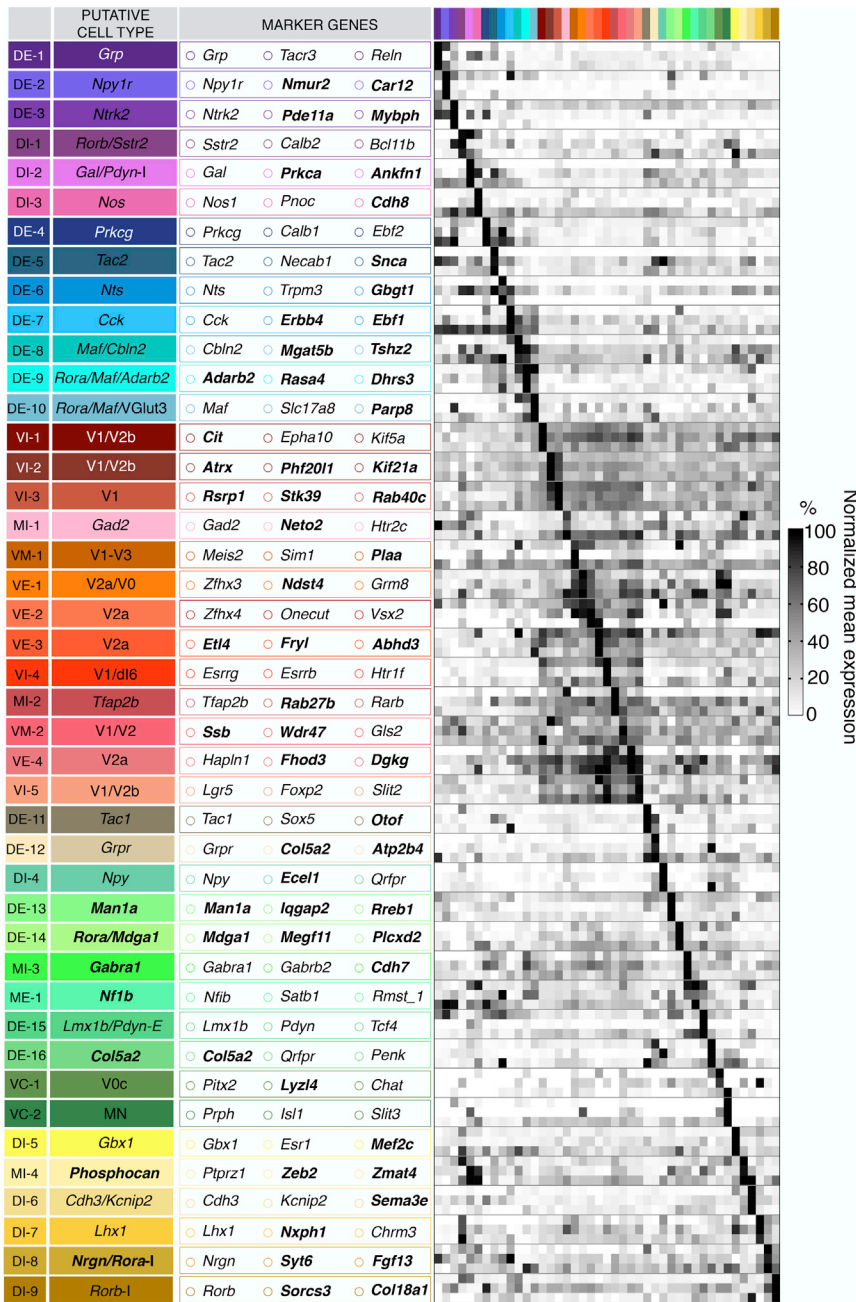 PUTATIVE CELL TYPE MARKER GENES
DE-1 Grp Grp Tacr3 Reln
DE-2 Npy1r Npy1r Nmur2 Car12
DE-3 Ntrk2 Ntrk2 Pde11a Mybph
DI-1 Rorb/Sstr2 Sstr2 Calb2 Bcl11b
DI-2 Gal/Pdyn-I Gal Prkca Ankfn1
DI-3 Nos Nos1 Pnoc Cdh8
DE-4 Prkcg Prkcg Calb1 Ebf2
DE-5 Tac2 Tac2 Necab1 Snca
DE-6 Nts Nts Trpm3 Gbgt1
DE-7 Cck Cck Erbb4 Ebf1
DE-8 Maf/Cbln2 Cbln2 Mgat5b Tshz2
DE-9 Rora/Maf/Adarb2 Adarb2 Rasa4 Dhrs3
DE-10 Rora/Maf/VGlut3 Maf Slc17a8 Parp8
VI-1 V1/V2b Cit Epha10 Kif5a
VI-2 V1/V2b Atrx Phf20l1 Kif21a
VI-3 V1 Rsrp1 Stk39 Rab40c
MI-1 Gad2 Gad2 Neto2 Htr2c
VM-1 V1-V3 Meis2 Sim1 Plaa
VE-1 V2a/V0 Zfhx3 Ndst4 Grm8
VE-2 V2a Zfhx4 Onecut Vsx2
VE-3 V2a Etl4 Fryl Abhd3
VI-4 V1/dI6 Esrrg Esrrb Htr1f
MI-2 Tfap2b Tfap2b Rab27b Rarb
VM-2 V1/V2 Ssb Wdr47 Gls2
VE-4 V2a Hapln1 Fhod3 Dgkg
VI-5 V1/V2b Lgr5 Foxp2 Slit2
DE-11 Tac1 Tac1 Sox5 Otof
DE-12 Grpr Grpr Col5a2 Atp2b4
DI-4 Npy Npy Ecel1 Qrfpr
DE-13 Man1a Man1a Iqgap2 Rreb1
DE-14 Rora/Mdga1 Mdga1 Megf11 Plcxd2
MI-3 Gabra1 Gabra1 Gabrb2 Cdh7
ME-1 Nf1b Nfib Satb1 Rmst_1
DE-15 Lmx1b/Pdyn-E Lmx1b Pdyn Tcf4
DE-16 Col5a2 Col5a2 Qrfpr Penk
VC-1 V0c Pitx2 Lyzl4 Chat
VC-2 MN Prph Isl1 Slit3
DI-5 Gbx1 Gbx1 Esr1 Mef2c
MI-4 Phosphocan Ptprz1 Zeb2 Zmat4
DI-6 Cdh3/Kcnip2 Cdh3 Kcnip2 Sema3e
DI-7 Lhx1 Lhx1 Nxph1 Chrm3
DI-8 Nrgn/Rora-I Nrgn Syt6 Fgf13
DI-9 Rorb-I Rorb Sorcs3 Col18a1
%
100
80
60
40
20
0
Normalized mean expression